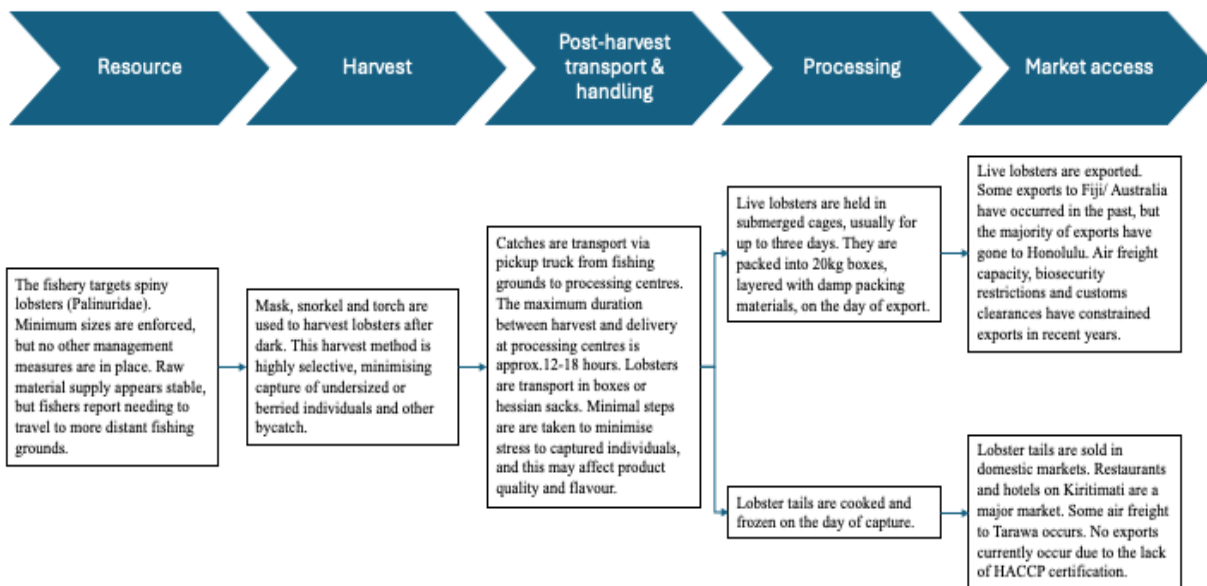 Resource
Harvest
Post-harvest
transport &
handling
Processing
Market access
The fishery targets spiny
lobsters (Palinuridae).
Minimum sizes are enforced,
but no other management
measures are in place. Raw
material supply appears stable,
but fishers report needing to
travel to more distant fishing
grounds.
Mask, snorkel and torch are
used to harvest lobsters after
dark. This harvest method is
highly selective, minimising
capture of undersized or
berried individuals and other
bycatch.
Catches are transport via
pickup truck from fishing
grounds to processing centres.
The maximum duration
between harvest and delivery
at processing centres is
approx.12-18 hours. Lobsters
are transport in boxes or
hessian sacks. Minimal steps
are are taken to minimise
stress to captured individuals,
and this may affect product
quality and flavour.
Live lobsters are held in
submerged cages, usually for
up to three days. They are
packed into 20kg boxes,
layered with damp packing
materials, on the day of export.
Lobster tails are cooked and
frozen on the day of capture.
Live lobsters are exported.
Some exports to Fiji/ Australia
have occurred in the past, but
the majority of exports have
gone to Honolulu. Air freight
capacity, biosecurity
restrictions and customs
clearances have constrained
exports in recent years.
Lobster tails are sold in
domestic markets. Restaurants
and hotels on Kiritimati are a
major market. Some air freight
to Tarawa occurs. No exports
currently occur due to the lack
of HACCP certification.